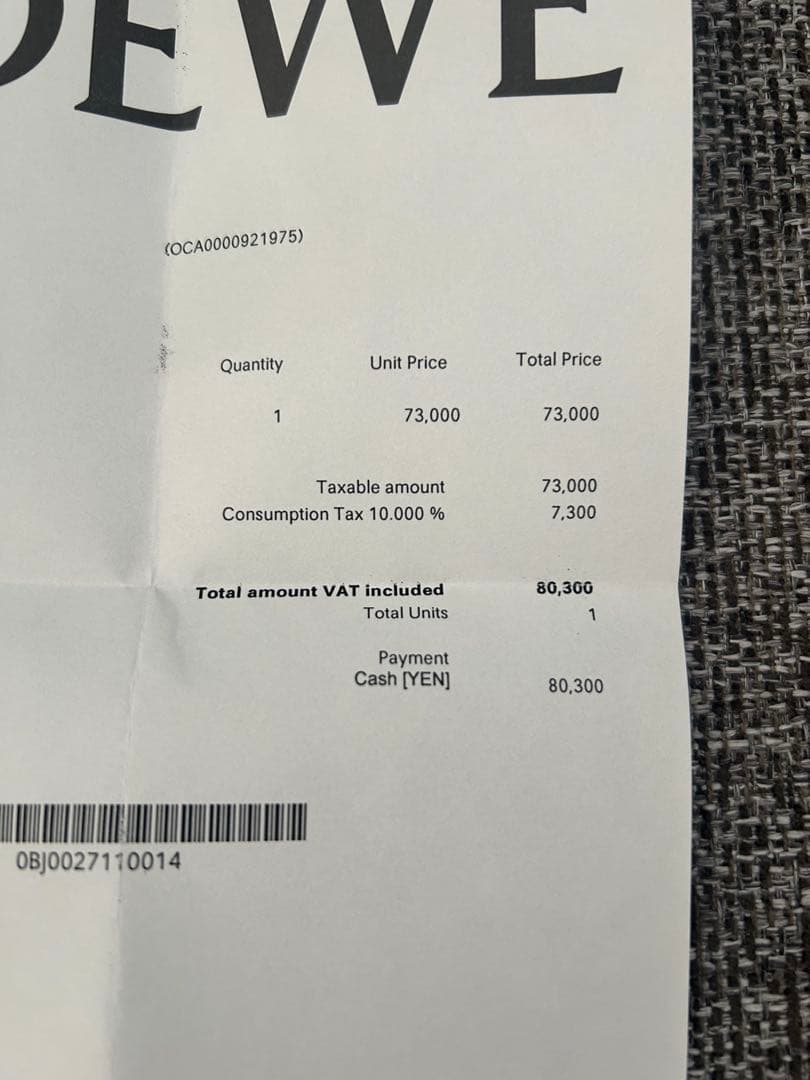 OEWE
(OCA0000921975)
Quantity Unit Price Total Price
1 73,000 73,000
Taxable amount 73,000
Consumption Tax 10.000 % 7,300
Total amount VAT included 80,300
Total Units 1
Payment
Cash [YEN] 80,300
0BJ0027110014